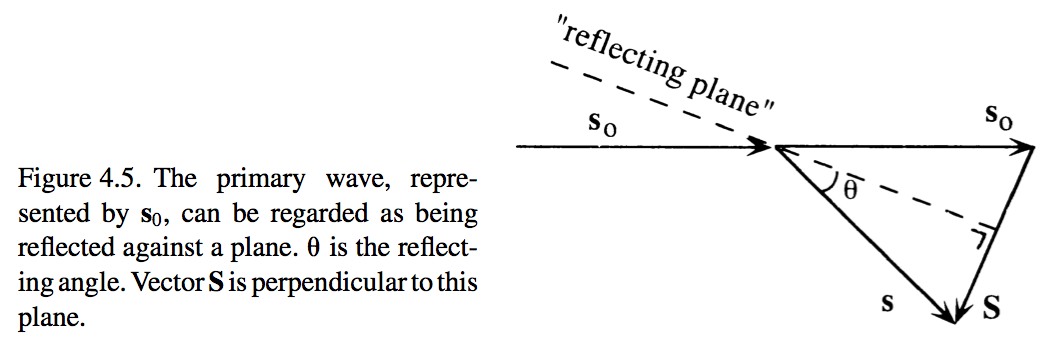 Figure 4.5. The primary wave, repre-
sented by s₀, can be regarded as being
reflected against a plane. θ is the reflect-
ing angle. Vector S is perpendicular to this
plane.
"reflecting plane"
s₀
s₀
θ
s
S